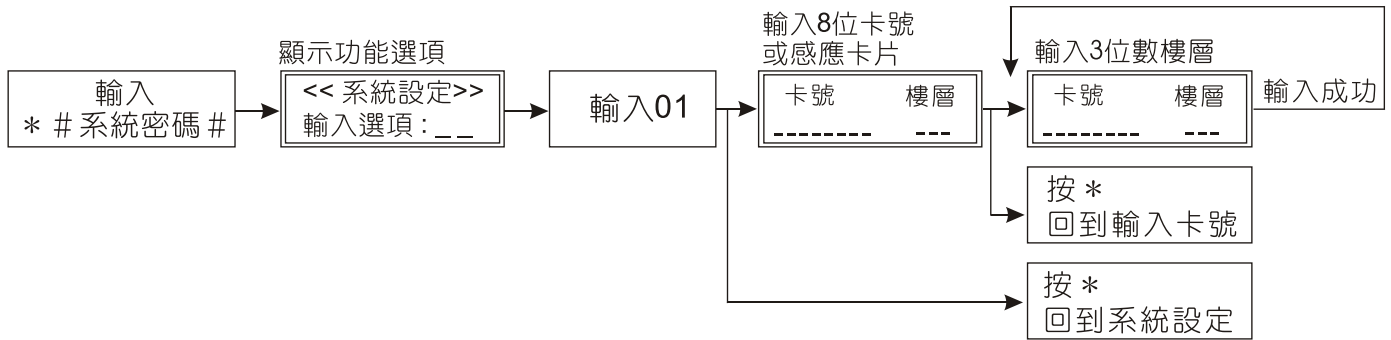 輸入
＊＃系統密碼＃
顯示功能選項
<< 系統設定>>
輸入選項:_ _
輸入01
輸入8位卡號
或感應卡片
卡號 樓層
-------- ---
輸入3位數樓層
卡號 樓層
-------- ---
輸入成功
按＊
回到輸入卡號
按＊
回到系統設定